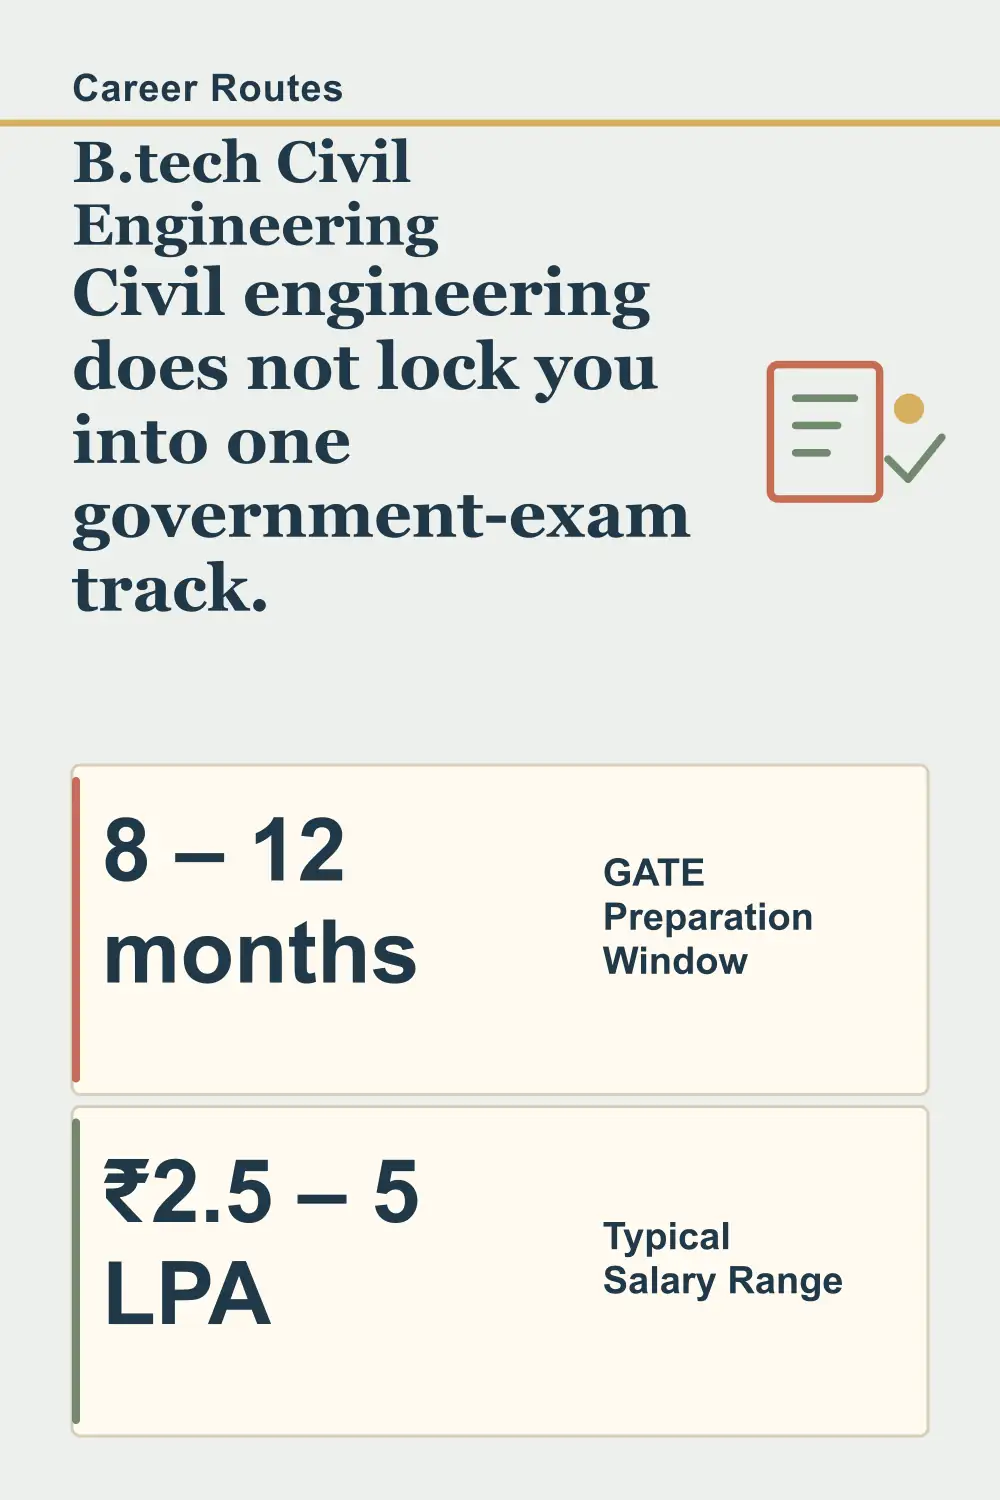 Career Routes
B.tech Civil
Engineering
Civil engineering
does not lock you
into one
government-exam
track.
8 – 12
months
GATE
Preparation
Window
₹2.5 – 5
LPA
Typical
Salary Range